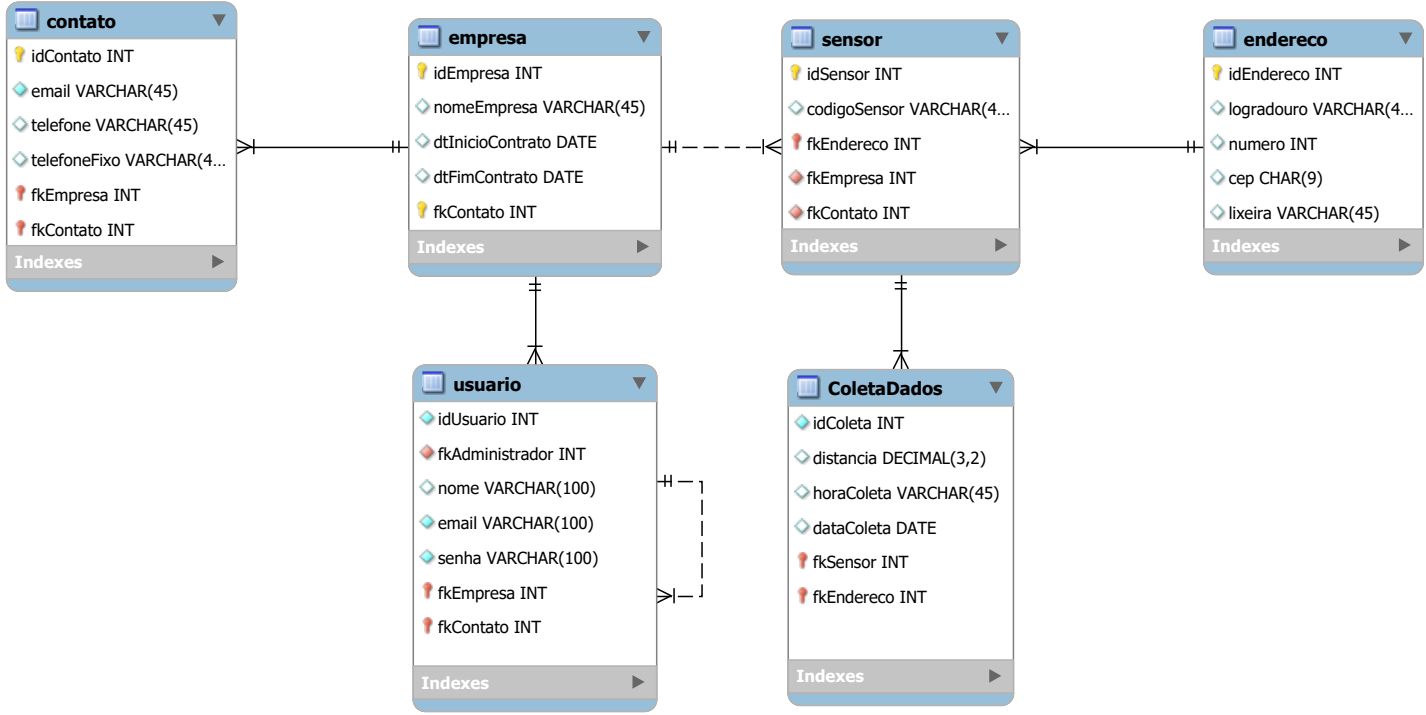 contato
idContato INT
email VARCHAR(45)
telefone VARCHAR(45)
telefoneFixo VARCHAR(4...
fkEmpresa INT
fkContato INT
Indexes
empresa
idEmpresa INT
nomeEmpresa VARCHAR(45)
dtInicioContrato DATE
dtFimContrato DATE
fkContato INT
Indexes
sensor
idSensor INT
codigoSensor VARCHAR(4...
fkEndereco INT
fkEmpresa INT
fkContato INT
Indexes
endereco
idEndereco INT
logradouro VARCHAR(4...
numero INT
cep CHAR(9)
lixeira VARCHAR(45)
Indexes
usuario
idUsuario INT
fkAdministrador INT
nome VARCHAR(100)
email VARCHAR(100)
senha VARCHAR(100)
fkEmpresa INT
fkContato INT
Indexes
ColetaDados
idColeta INT
distancia DECIMAL(3,2)
horaColeta VARCHAR(45)
dataColeta DATE
fkSensor INT
fkEndereco INT
Indexes